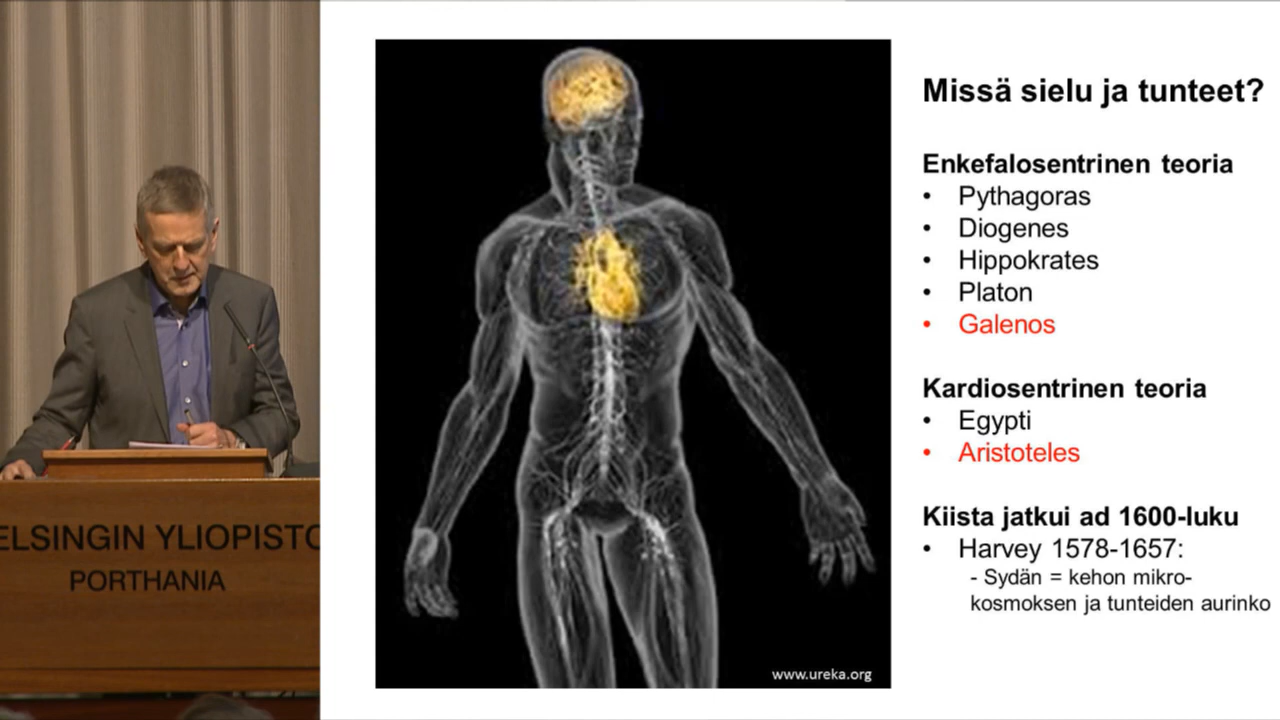 ELSINGIN YLIOPISTO
PORTHANIA
www.ureka.org
Missä sielu ja tunteet?
Enkefalosentrinen teoria
• Pythagoras
• Diogenes
• Hippokrates
• Platon
• Galenos
Kardiosentrinen teoria
• Egypti
• Aristoteles
Kiista jatkui ad 1600-luku
• Harvey 1578-1657:
- Sydän = kehon mikro-
kosmoksen ja tunteiden aurinko